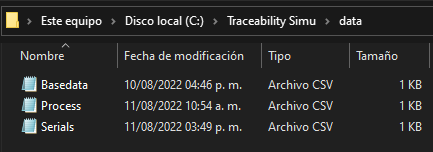 Este equipo > Disco local (C:) > Traceability Simu > data
Nombre Fecha de modificación Tipo Tamaño
Basedata 10/08/2022 04:46 p. m. Archivo CSV 1 KB
Process 11/08/2022 10:54 a. m. Archivo CSV 1 KB
Serials 11/08/2022 03:49 p. m. Archivo CSV 1 KB